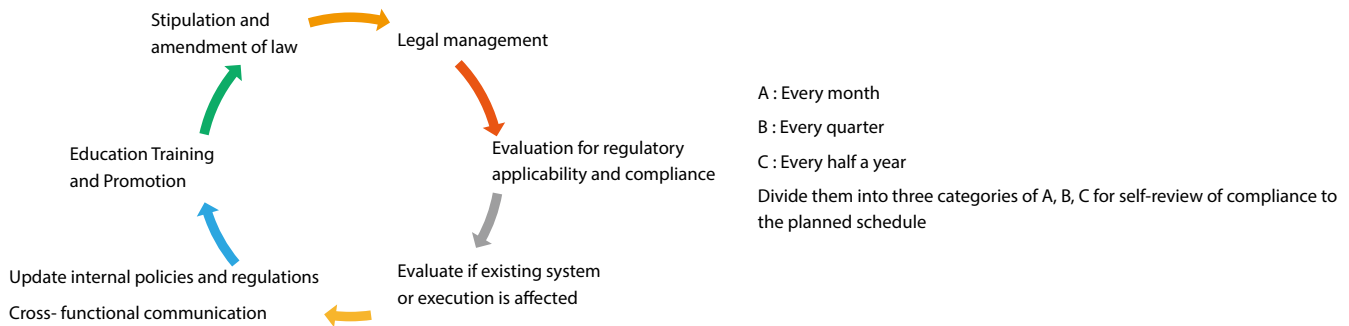 Stipulation and
amendment of law
Legal management
Evaluation for regulatory
applicability and compliance
Evaluate if existing system
or execution is affected
Update internal policies and regulations
Cross- functional communication
Education Training
and Promotion
A : Every month
B : Every quarter
C : Every half a year
Divide them into three categories of A, B, C for self-review of compliance to
the planned schedule